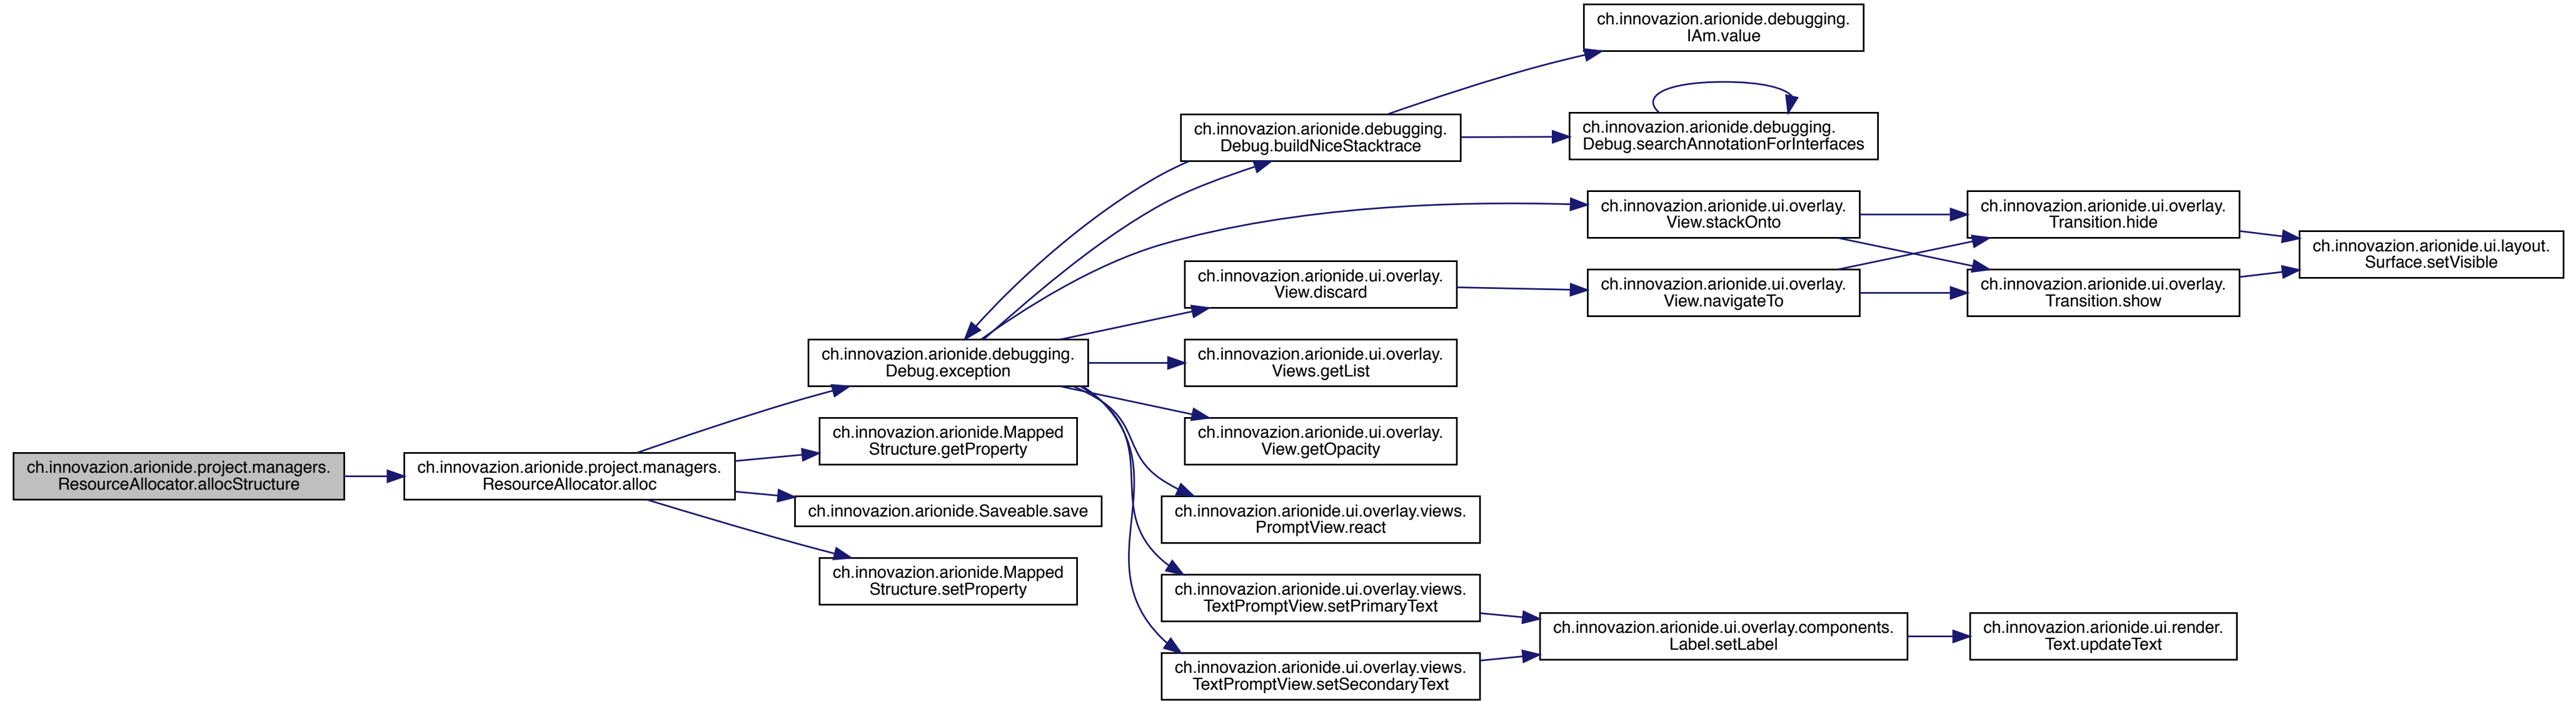 ch.innovazion.arionide.project.managers.
ResourceAllocator.allocStructure
ch.innovazion.arionide.project.managers.
ResourceAllocator.alloc
ch.innovazion.arionide.debugging.
Debug.exception
ch.innovazion.arionide.Mapped
Structure.getProperty
ch.innovazion.arionide.Saveable.save
ch.innovazion.arionide.Mapped
Structure.setProperty
ch.innovazion.arionide.debugging.
Debug.buildNiceStacktrace
ch.innovazion.arionide.ui.overlay.
View.discard
ch.innovazion.arionide.ui.overlay.
Views.getList
ch.innovazion.arionide.ui.overlay.
View.getOpacity
ch.innovazion.arionide.ui.overlay.views.
PromptView.react
ch.innovazion.arionide.ui.overlay.views.
TextPromptView.setPrimaryText
ch.innovazion.arionide.ui.overlay.views.
TextPromptView.setSecondaryText
ch.innovazion.arionide.debugging.
IAm.value
ch.innovazion.arionide.debugging.
Debug.searchAnnotationForInterfaces
ch.innovazion.arionide.ui.overlay.
View.stackOnto
ch.innovazion.arionide.ui.overlay.
View.navigateTo
ch.innovazion.arionide.ui.overlay.components.
Label.setLabel
ch.innovazion.arionide.ui.overlay.
Transition.hide
ch.innovazion.arionide.ui.overlay.
Transition.show
ch.innovazion.arionide.ui.render.
Text.updateText
ch.innovazion.arionide.ui.layout.
Surface.setVisible